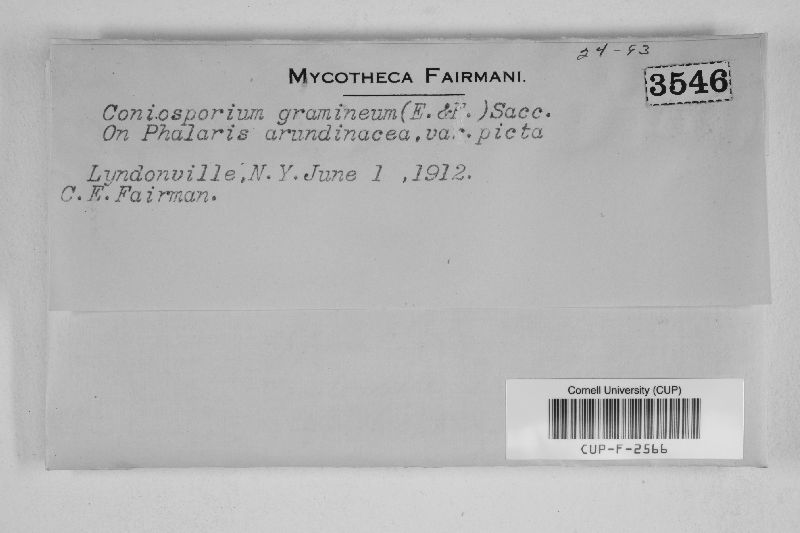 24-93
MYCOTHECA FAIRMANI.
3546
Coniosporium gramineum(E.&F.)Sacc.
On Phalaris arundinacea,var.picta
Lyndonville,N.Y.June 1 ,1912.
C.E.Fairman.
Cornell University (CUP)
CUP-F-2566